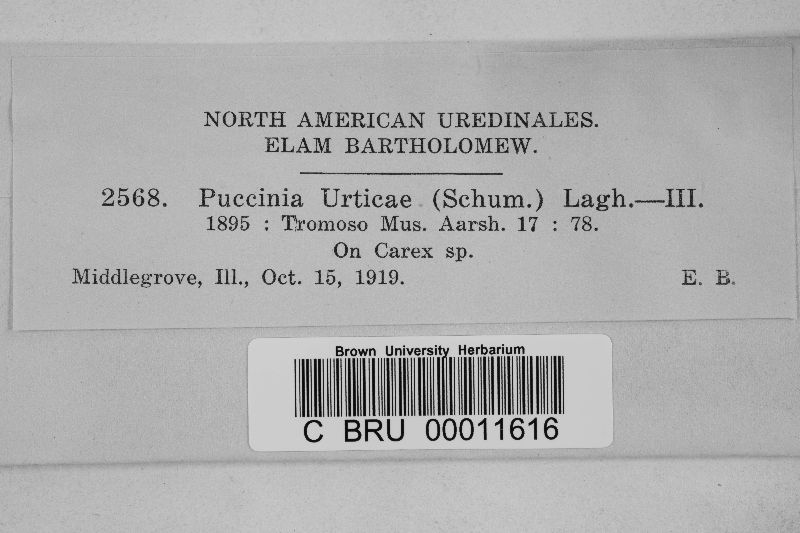 NORTH AMERICAN UREDINALES.
ELAM BARTHOLOMEW.
2568. Puccinia Urticae (Schum.) Lagh.—III.
1895 : Tromoso Mus. Aarsh. 17 : 78.
On Carex sp.
Middlegrove, Ill., Oct. 15, 1919. E. B.
Brown University Herbarium
C BRU 00011616